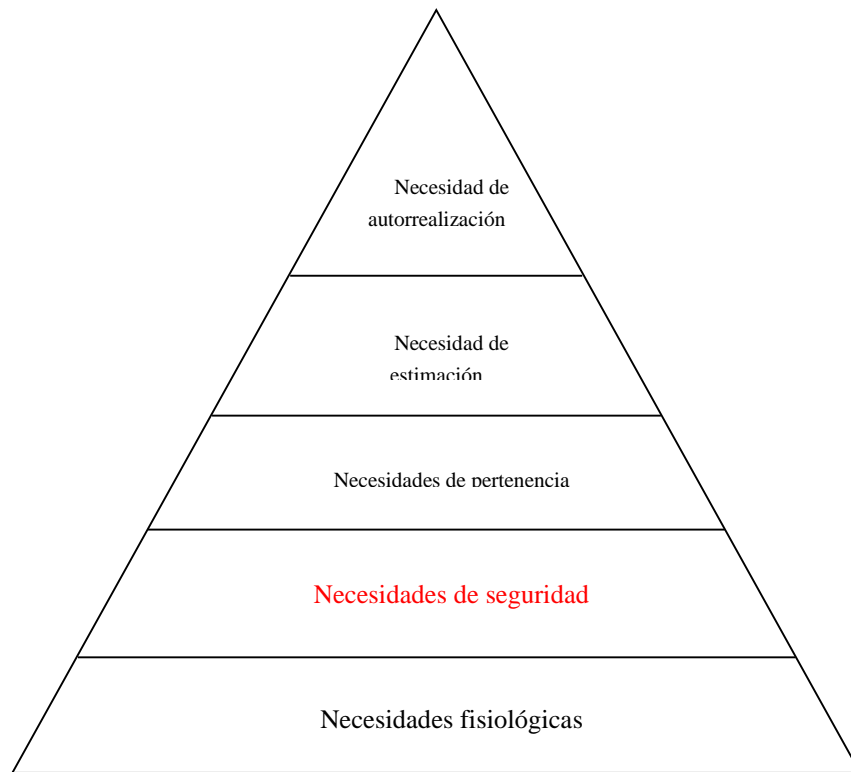 Necesidad de
autorrealización
Necesidad de
estimación
Necesidades de pertenencia
Necesidades de seguridad
Necesidades fisiológicas